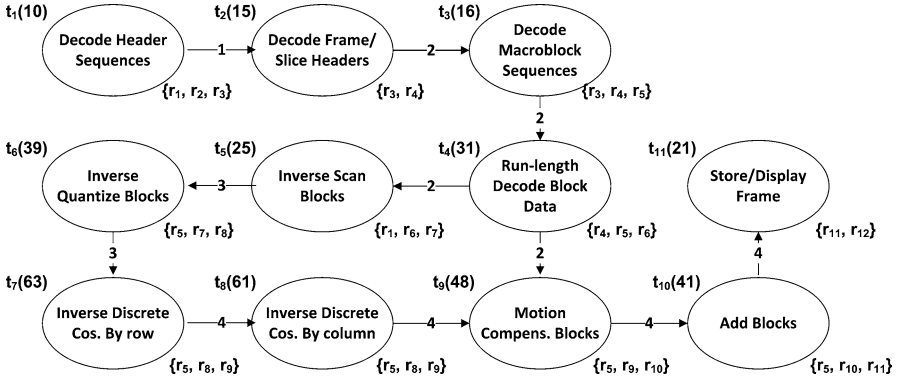 t₁(10) t₂(15) t₃(16)
Decode Header
Sequences
1
Decode Frame/
Slice Headers
2
Decode
Macroblock
Sequences
{r₁, r₂, r₃} {r₃, r₄} {r₃, r₄, r₅}
2
t₆(39) t₅(25) t₄(31) t₁₁(21)
Inverse
Quantize Blocks
3
Inverse Scan
Blocks
2
Run-length
Decode Block
Data
Store/Display
Frame
{r₅, r₇, r₈} {r₁, r₆, r₇} {r₄, r₅, r₆} {r₁₁, r₁₂}
3 2 4
t₇(63) t₈(61) t₉(48) t₁₀(41)
Inverse Discrete
Cos. By row
4
Inverse Discrete
Cos. By column
4
Motion
Compens. Blocks
4
Add Blocks
{r₅, r₈, r₉} {r₅, r₈, r₉} {r₅, r₉, r₁₀} {r₅, r₁₀, r₁₁}